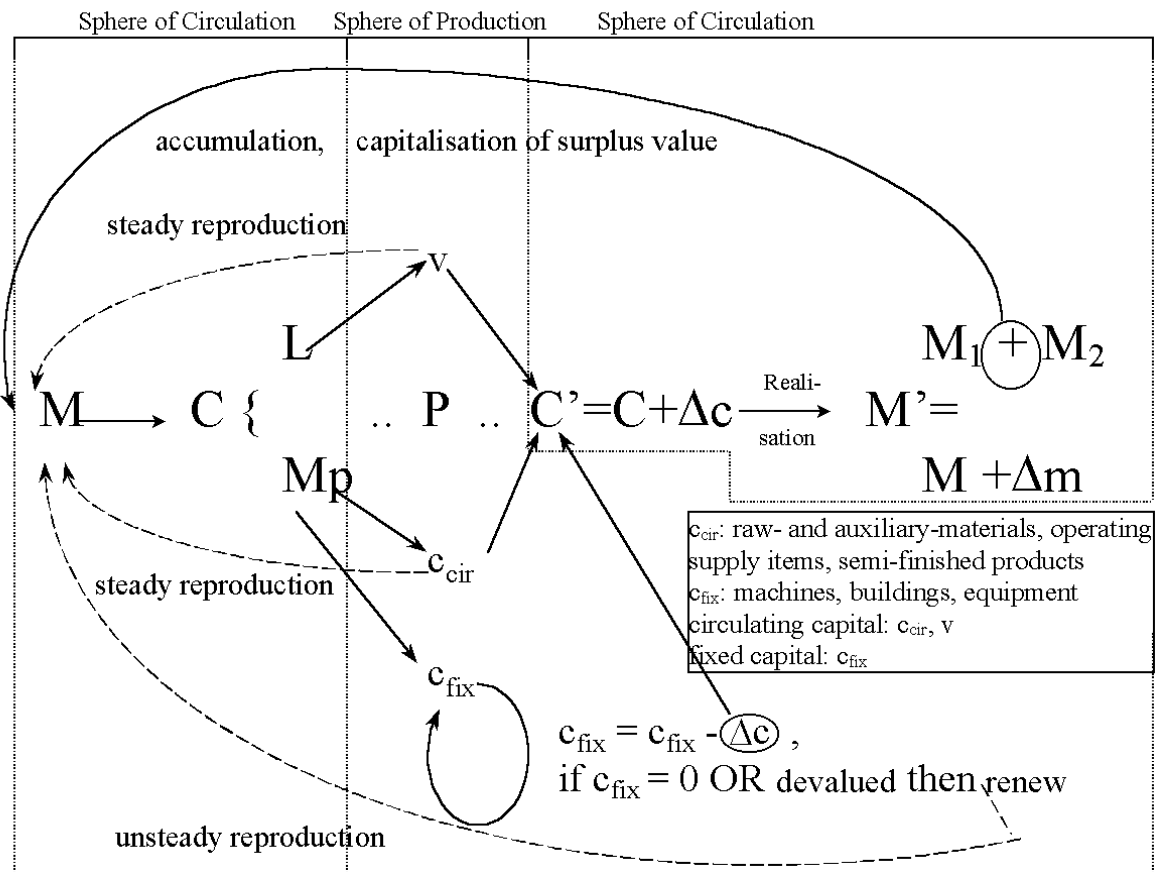 Sphere of Circulation Sphere of Production Sphere of Circulation
accumulation, capitalisation of surplus value
steady reproduction
v
L
M₁ + M₂
M C { .. P .. C’=C+Δc Reali-
sation M’=
Mp
M +Δm
c_cir: raw- and auxiliary-materials, operating
supply items, semi-finished products
c_fix: machines, buildings, equipment
circulating capital: c_cir, v
fixed capital: c_fix
c_cir
steady reproduction
c_fix
c_fix = c_fix -Δc ,
if c_fix = 0 OR devalued then renew
unsteady reproduction